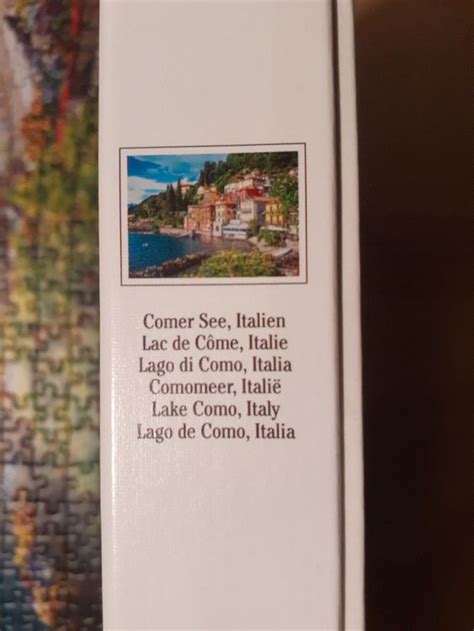 Comer See, Italien
Lac de Côme, Italie
Lago di Como, Italia
Comomeer, Italië
Lake Como, Italy
Lago de Como, Italia